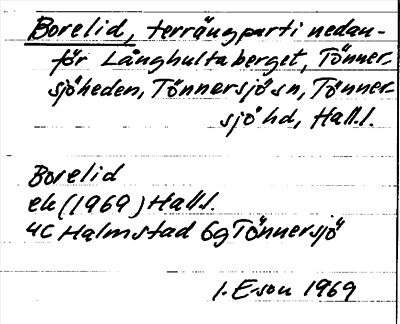 Borelid, terrängparti nedan-
för Långhultaberget, Tönner-
sjöheden, Tönnersjö sn, Tönner-
sjö hd, Hall.
Borelid
ek (1969) Hall.
4C Halmstad 6g Tönnersjö
I. E-son 1969